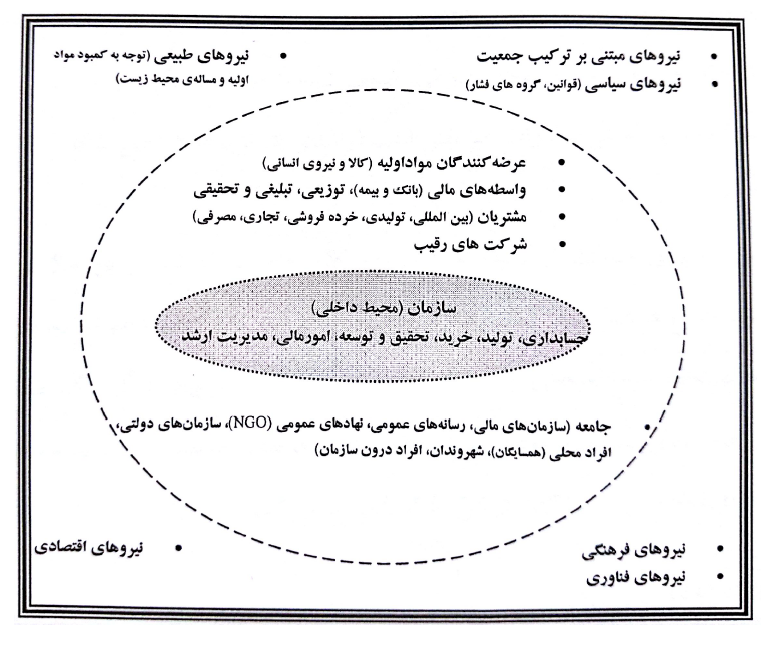 نیروهای مبتنی بر ترکیب جمعیت
نیروهای سیاسی (قوانین، گروه های فشار)
نیروهای طبیعی (توجه به کمبود مواد
اولیه و مساله‌ی محیط زیست)
عرضه‌کنندگان مواداولیه (کالا و نیروی انسانی)
واسطه‌های مالی (بانک و بیمه)، توزیعی، تبلیغی و تحقیقی
مشتریان (بین المللی، تولیدی، خرده فروشی، تجاری، مصرفی)
شرکت های رقیب
سازمان (محیط داخلی)
حسابداری، تولید، خرید، تحقیق و توسعه، امورمالی، مدیریت ارشد
جامعه (سازمان‌های مالی، رسانه‌های عمومی، نهادهای عمومی (NGO)، سازمان‌های دولتی،
افراد محلی (همسایگان)، شهروندان، افراد درون سازمان)
نیروهای فرهنگی
نیروهای فناوری
نیروهای اقتصادی